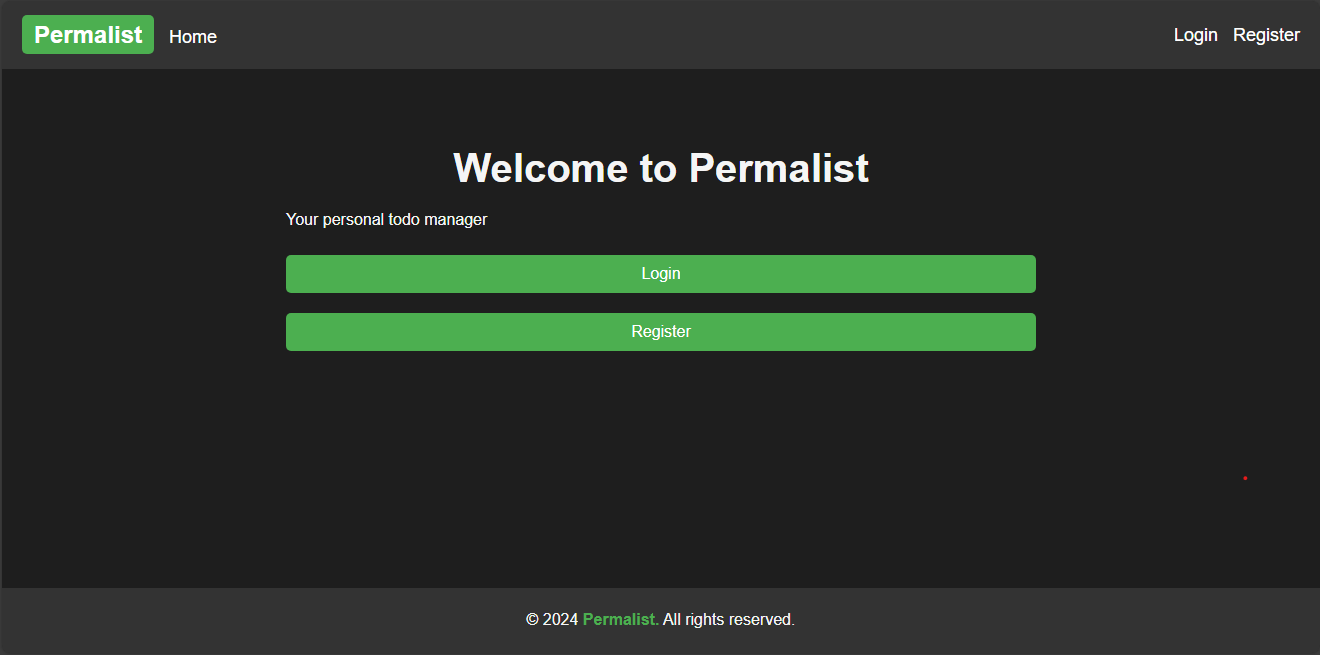 Permalist Home Login Register
Welcome to Permalist
Your personal todo manager
Login
Register
© 2024 Permalist. All rights reserved.